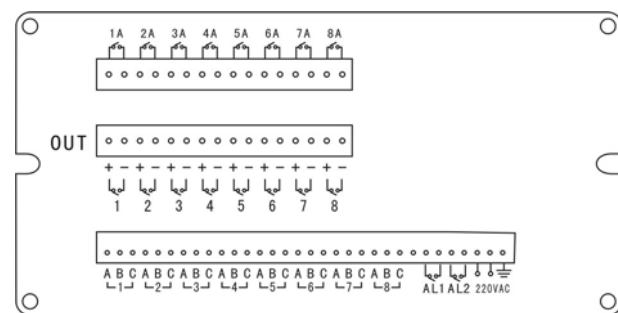 1A 2A 3A 4A 5A 6A 7A 8A
OUT
+ - + - + - + - + - + - + - + -
1 2 3 4 5 6 7 8
A B C A B C A B C A B C A B C A B C A B C A B C
1 2 3 4 5 6 7 8 AL1 AL2 220VAC